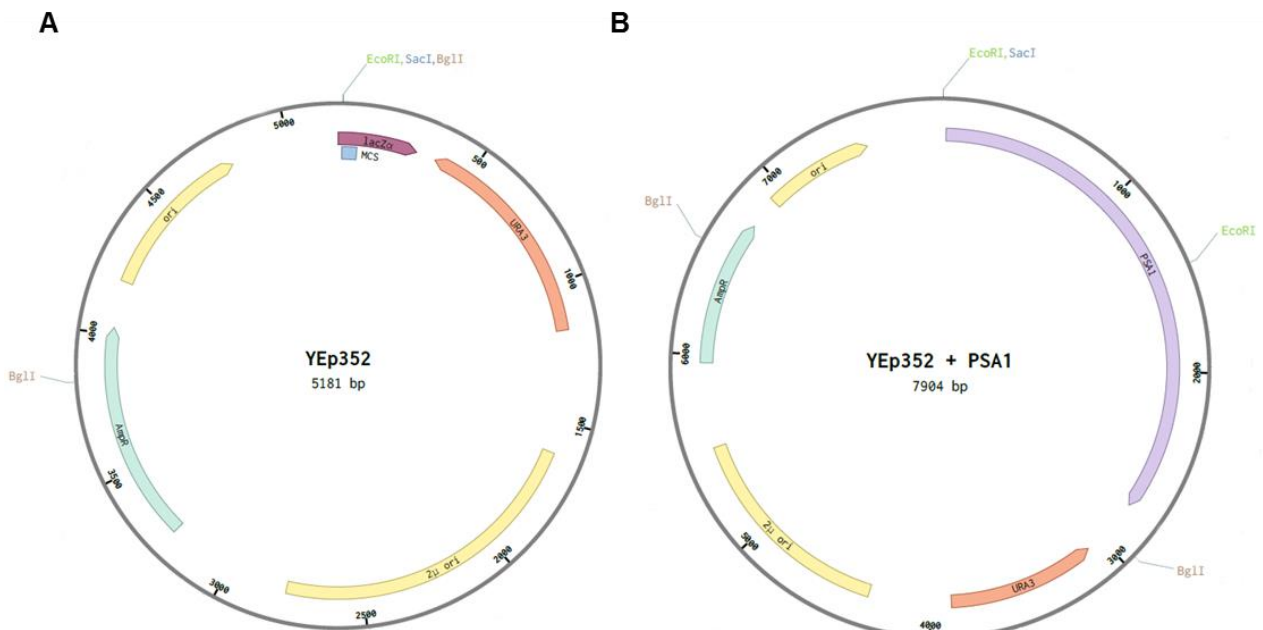 A
EcoRI, SacI, BglI
5000
lacZα
MCS
500
4500
ori
URA3
1000
4000
YEp352
5181 bp
BglI
AmpR
1500
3500
2μ ori
2000
3000
2500
B
EcoRI, SacI
7000
ori
1000
BglI
EcoRI
PSA1
AmpR
6000
YEp352 + PSA1
7904 bp
2000
2μ ori
5000
3000
BglI
URA3
4000